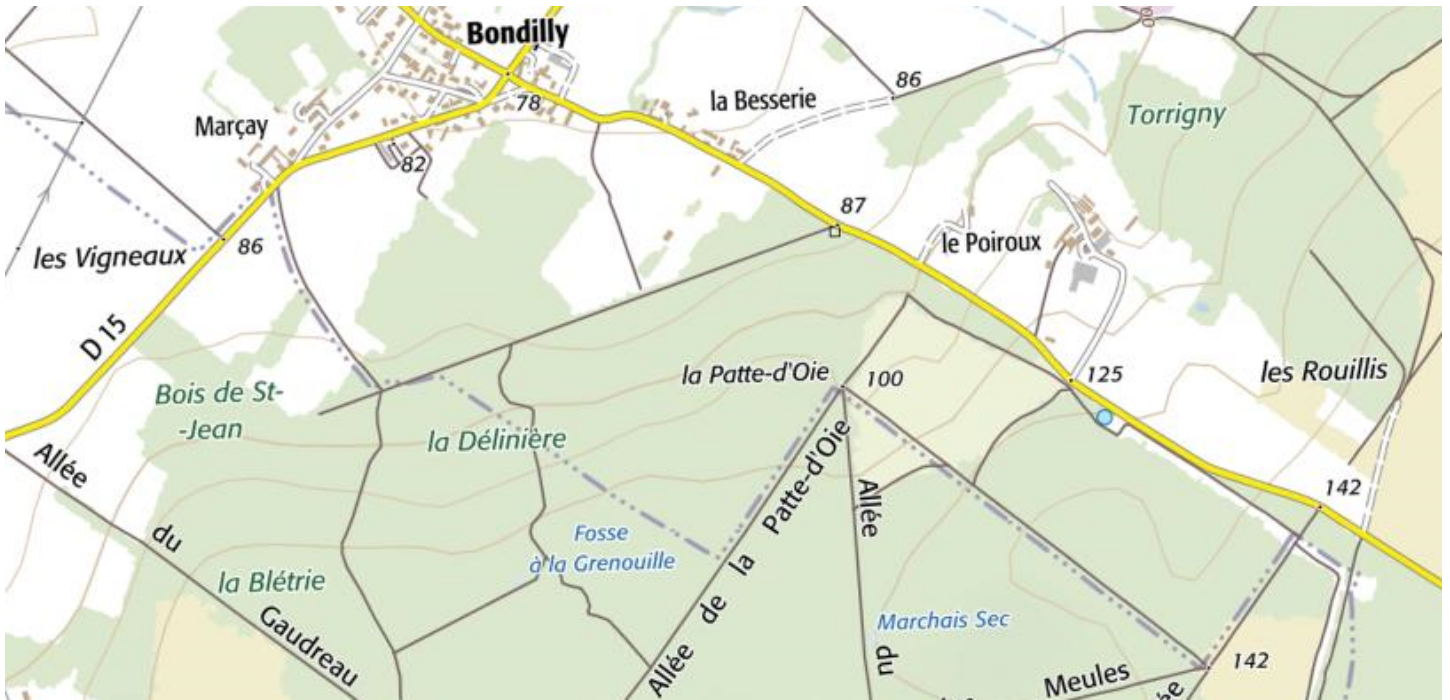 Bondilly
78
Marçay
82
la Besserie
86
00
Torrigny
les Vigneaux
86
87
le Poiroux
D 15
Bois de St-
-Jean
la Patte-d'Oie
100
125
les Rouillis
la Délinière
Allée
du
Gaudreau
la Blétrie
Fosse
à la Grenouille
Allée de la Patte-d'Oie
Allée
du
142
Marchais Sec
Meules
142